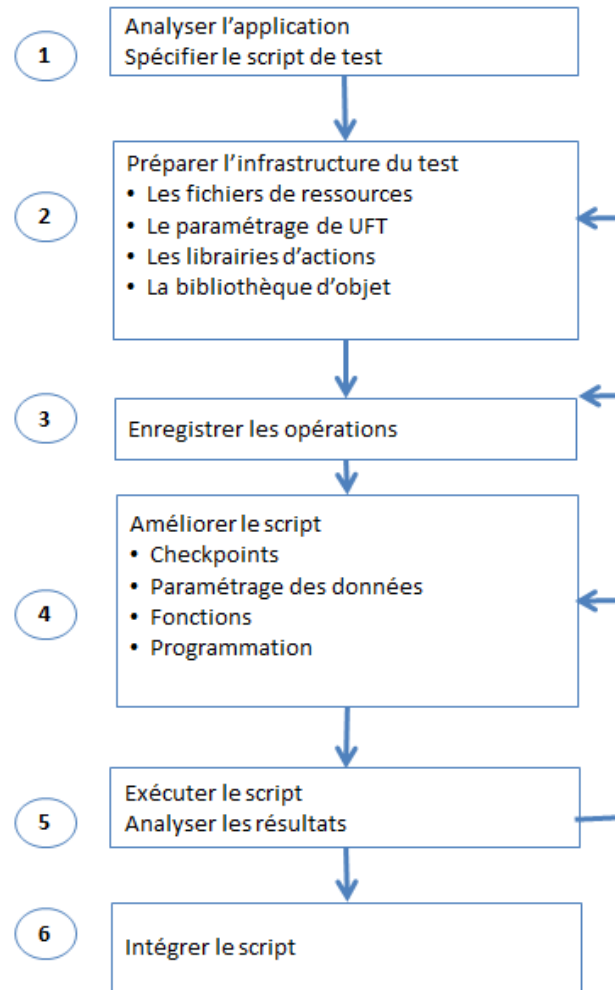 1
Analyser l'application
Spécifier le script de test
2
Préparer l'infrastructure du test
• Les fichiers de ressources
• Le paramétrage de UFT
• Les librairies d'actions
• La bibliothèque d'objet
3
Enregistrer les opérations
4
Améliorer le script
• Checkpoints
• Paramétrage des données
• Fonctions
• Programmation
5
Exécuter le script
Analyser les résultats
6
Intégrer le script